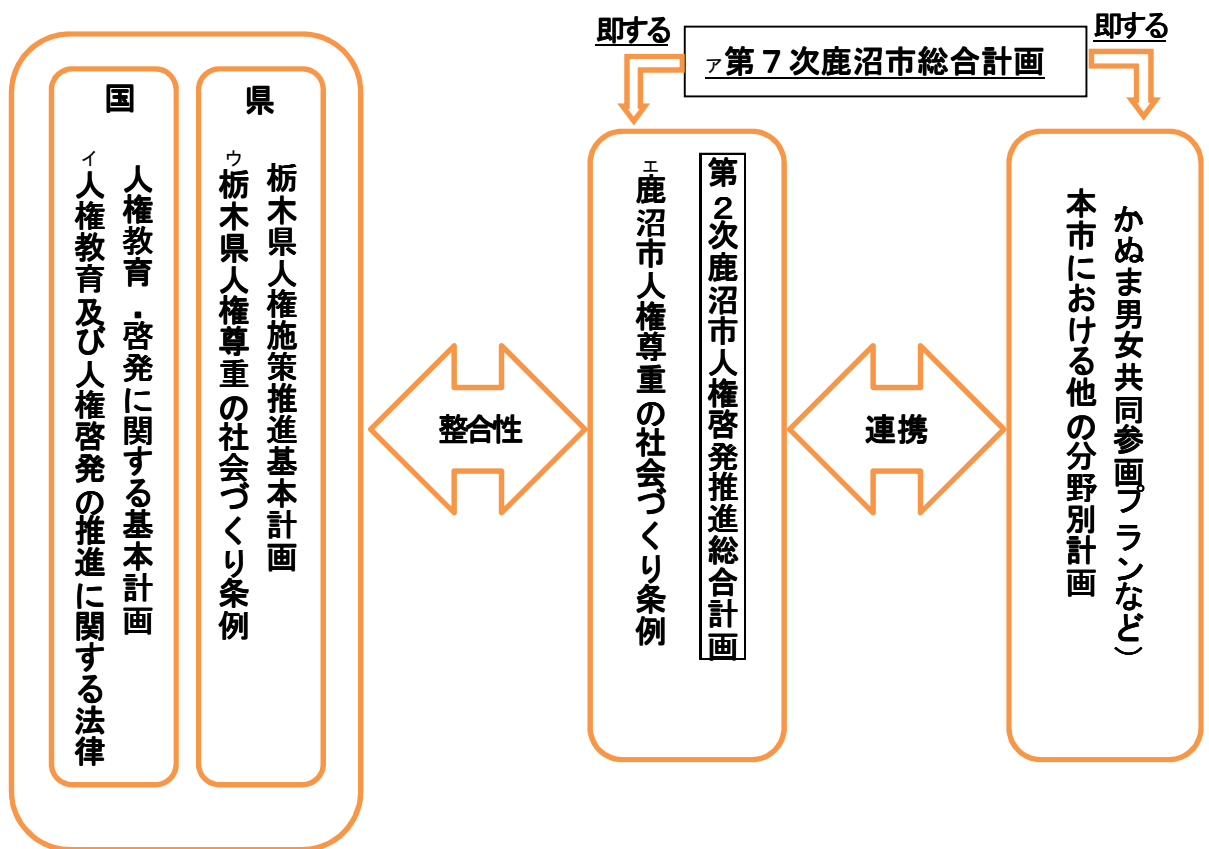 即する
ア第７次鹿沼市総合計画
即する
国
人権教育・啓発に関する基本計画
イ人権教育及び人権啓発の推進に関する法律
県
栃木県人権施策推進基本計画
ウ栃木県人権尊重の社会づくり条例
整合性
第２次鹿沼市人権啓発推進総合計画
エ鹿沼市人権尊重の社会づくり条例
連携
かぬま男女共同参画プランなど）
本市における他の分野別計画